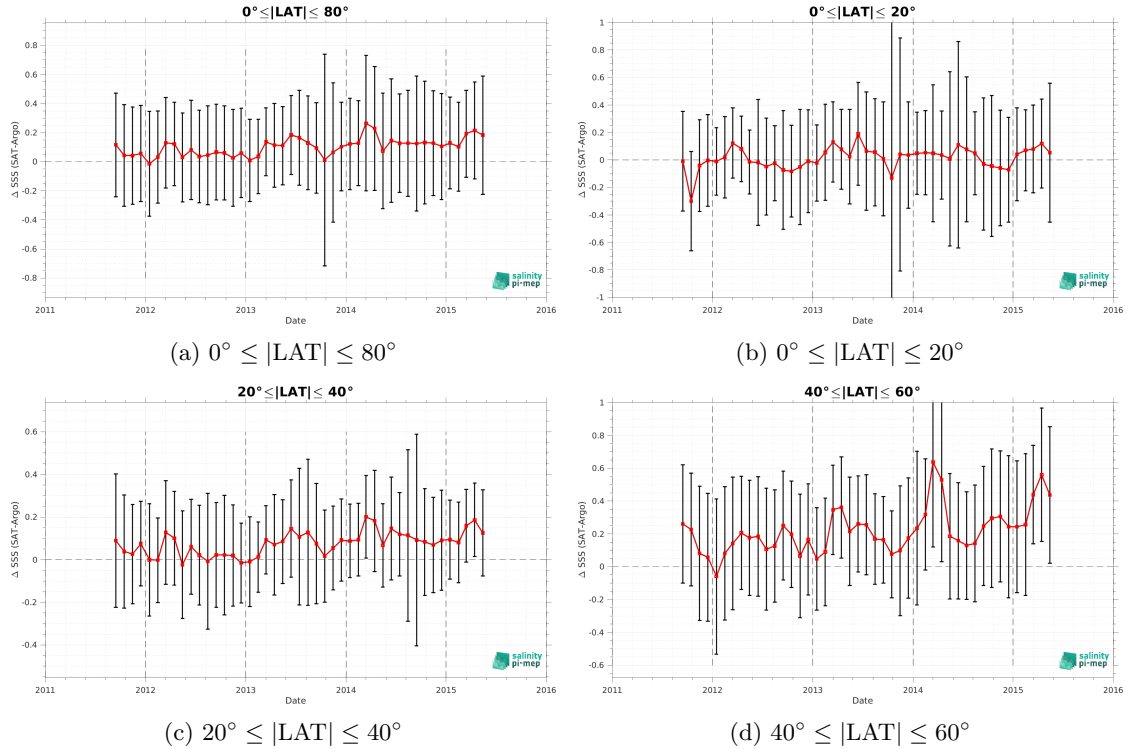 0°≤|LAT|≤ 80°
Δ SSS (SAT-Argo)
0.8
0.6
0.4
0.2
0
-0.2
-0.4
-0.6
-0.8
2011
2012
2013
2014
2015
2016
Date
salinity
pi-mep
(a) 0° ≤ |LAT| ≤ 80°
0°≤|LAT|≤ 20°
Δ SSS (SAT-Argo)
1
0.8
0.6
0.4
0.2
0
-0.2
-0.4
-0.6
-0.8
-1
2011
2012
2013
2014
2015
2016
Date
salinity
pi-mep
(b) 0° ≤ |LAT| ≤ 20°
20°≤|LAT|≤ 40°
Δ SSS (SAT-Argo)
0.6
0.4
0.2
0
-0.2
-0.4
2011
2012
2013
2014
2015
2016
Date
salinity
pi-mep
(c) 20° ≤ |LAT| ≤ 40°
40°≤|LAT|≤ 60°
Δ SSS (SAT-Argo)
1
0.8
0.6
0.4
0.2
0
-0.2
-0.4
-0.6
2011
2012
2013
2014
2015
2016
Date
salinity
pi-mep
(d) 40° ≤ |LAT| ≤ 60°